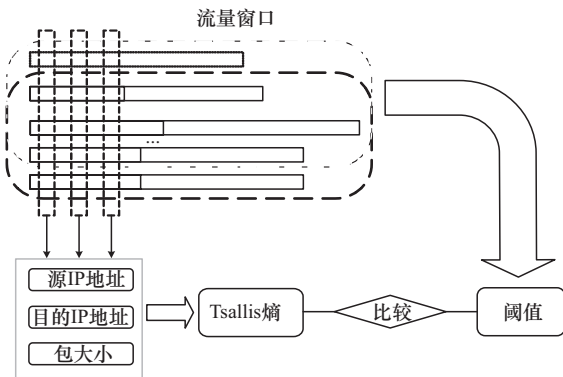 流量窗口
...
源IP地址
目的IP地址
包大小
Tsallis熵
比较
阈值